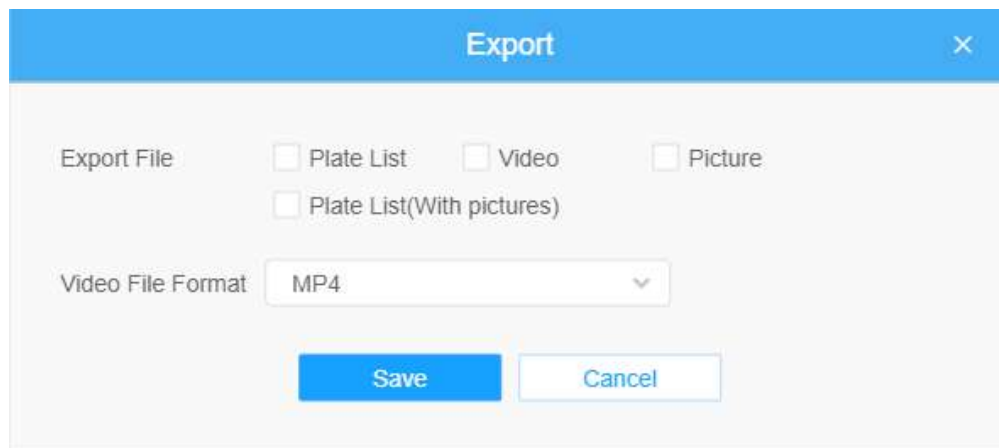 Export
Export File Plate List Video Picture
Plate List(With pictures)
Video File Format MP4
Save Cancel